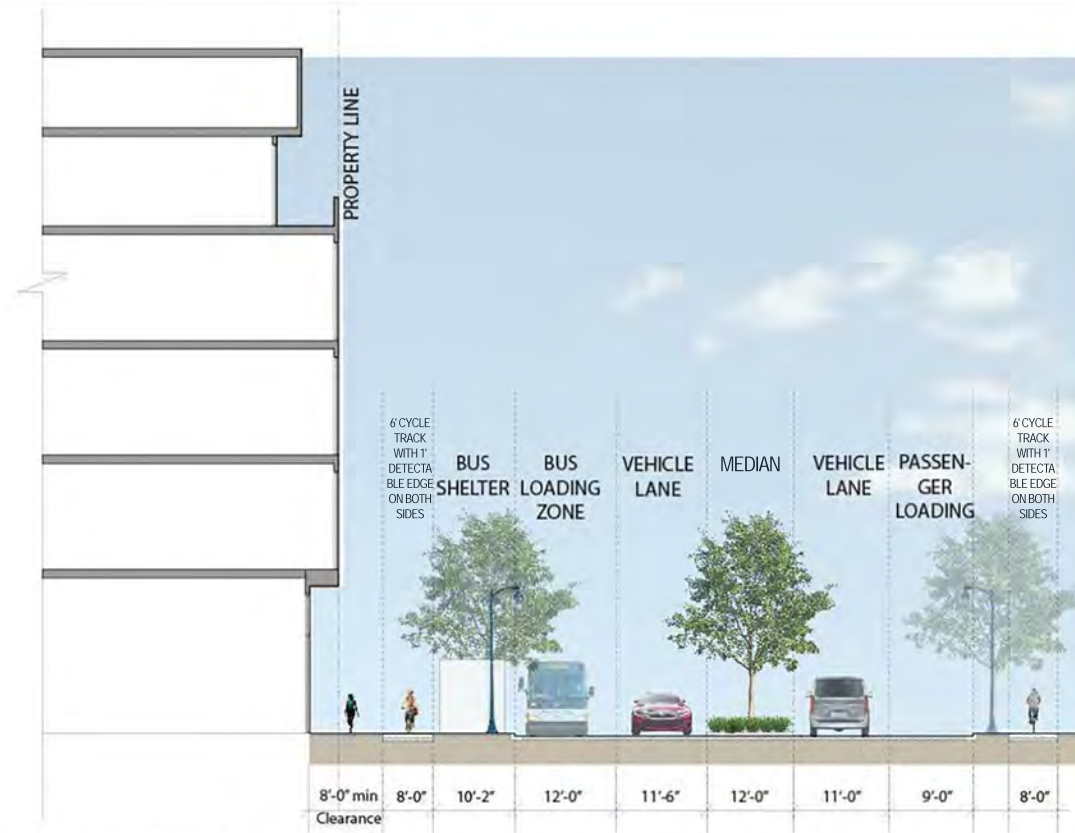 PROPERTY LINE
6' CYCLE
TRACK
WITH 1'
DETECTA
BLE EDGE
ON BOTH
SIDES
BUS
SHELTER
BUS
LOADING
ZONE
VEHICLE
LANE
MEDIAN
VEHICLE
LANE
PASSEN-
GER
LOADING
6' CYCLE
TRACK
WITH 1'
DETECTA
BLE EDGE
ON BOTH
SIDES
8'-0" min
Clearance
8'-0"
10'-2"
12'-0"
11'-6"
12'-0"
11'-0"
9'-0"
8'-0"